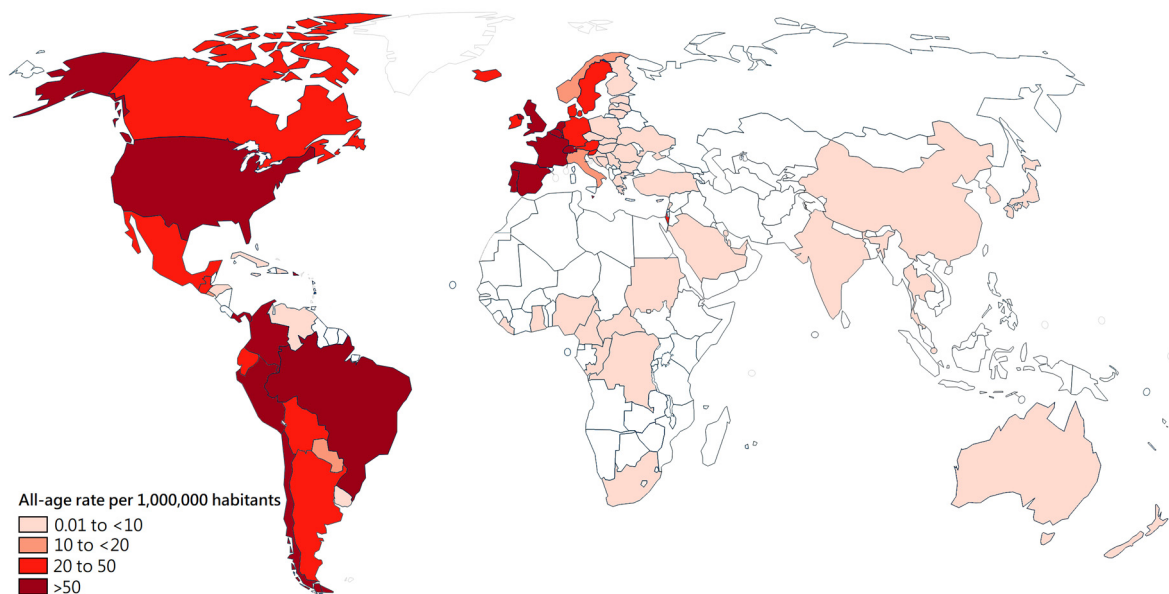 All-age rate per 1,000,000 habitants
0.01 to <10
10 to <20
20 to 50
>50